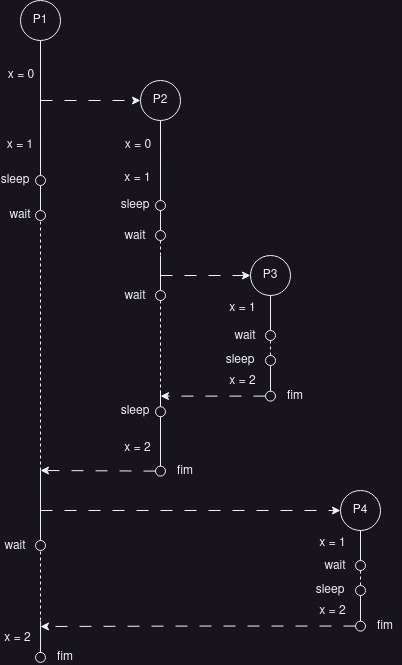 P1
x = 0
P2
x = 1
x = 0
sleep
x = 1
wait
sleep
wait
P3
wait
x = 1
wait
sleep
x = 2
sleep
fim
x = 2
fim
P4
wait
x = 1
wait
sleep
x = 2
fim
x = 2
fim